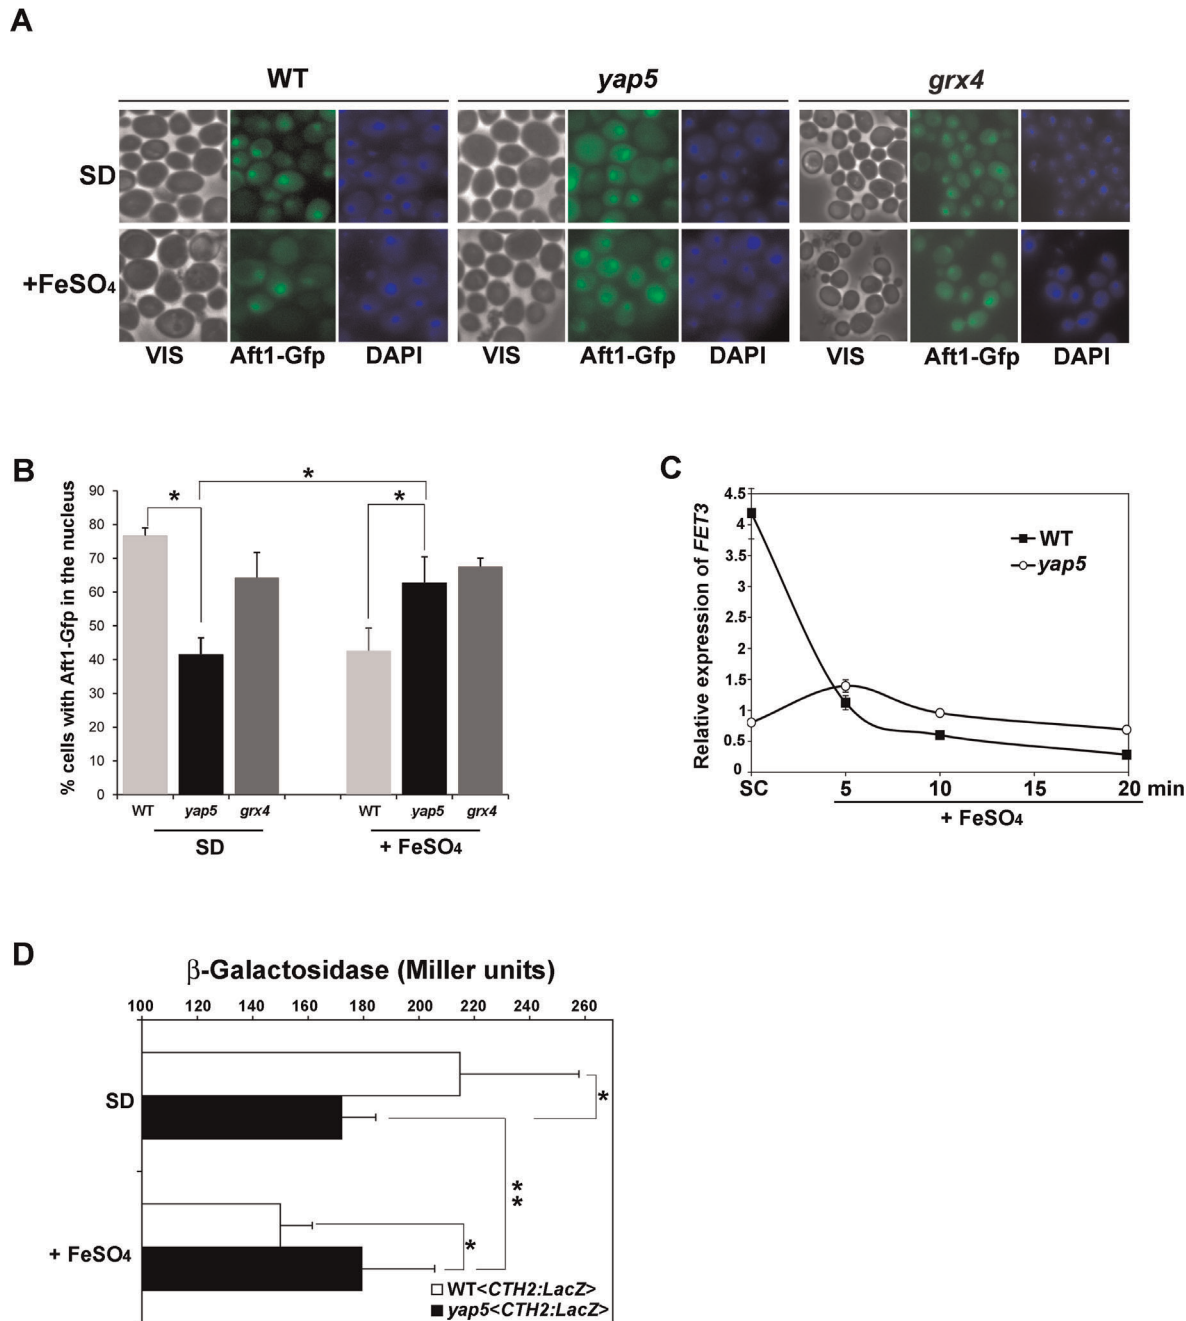 A
WT yap5 grx4
SD
+FeSO4
VIS Aft1-Gfp DAPI VIS Aft1-Gfp DAPI VIS Aft1-Gfp DAPI
B
% cells with Aft1-Gfp in the nucleus
90
80
70
60
50
40
30
20
10
0
* * *
WT yap5 grx4 WT yap5 grx4
SD + FeSO4
C
Relative expression of FET3
4.5
4
3.5
3
2.5
2
1.5
1
0.5
0
WT
yap5
SC 5 10 15 20 min
+ FeSO4
D
β-Galactosidase (Miller units)
100 120 140 160 180 200 220 240 260
SD
*
* *
*
+ FeSO4
WT<CTH2:LacZ>
yap5<CTH2:LacZ>